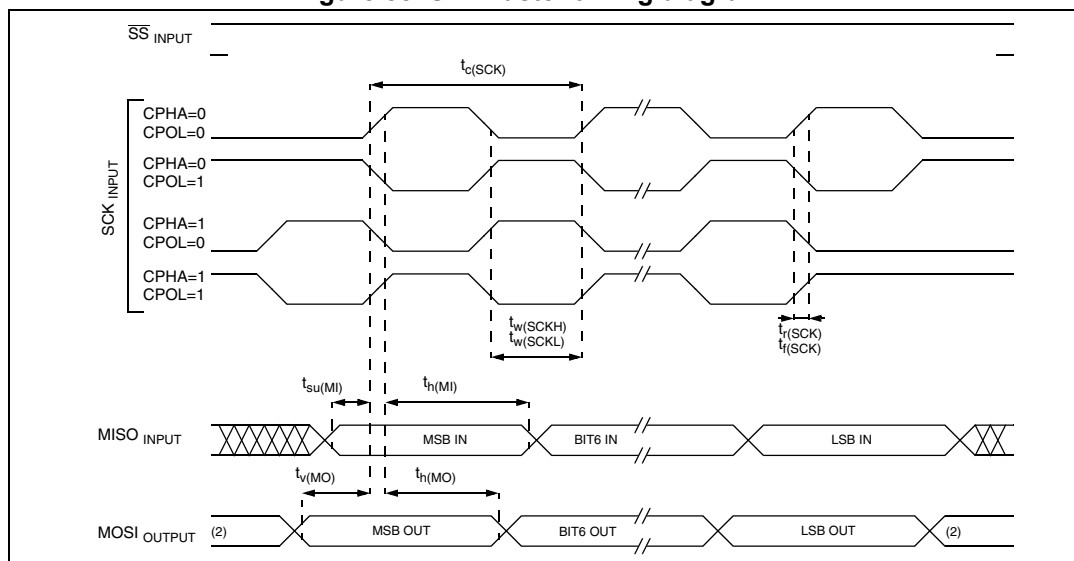 SS INPUT
tc(SCK)
SCK INPUT
CPHA=0
CPOL=0
CPHA=0
CPOL=1
CPHA=1
CPOL=0
CPHA=1
CPOL=1
tw(SCKH)
tw(SCKL)
tr(SCK)
tf(SCK)
tsu(MI)
th(MI)
MISO INPUT
MSB IN
BIT6 IN
LSB IN
tv(MO)
th(MO)
MOSI OUTPUT
(2)
MSB OUT
BIT6 OUT
LSB OUT
(2)